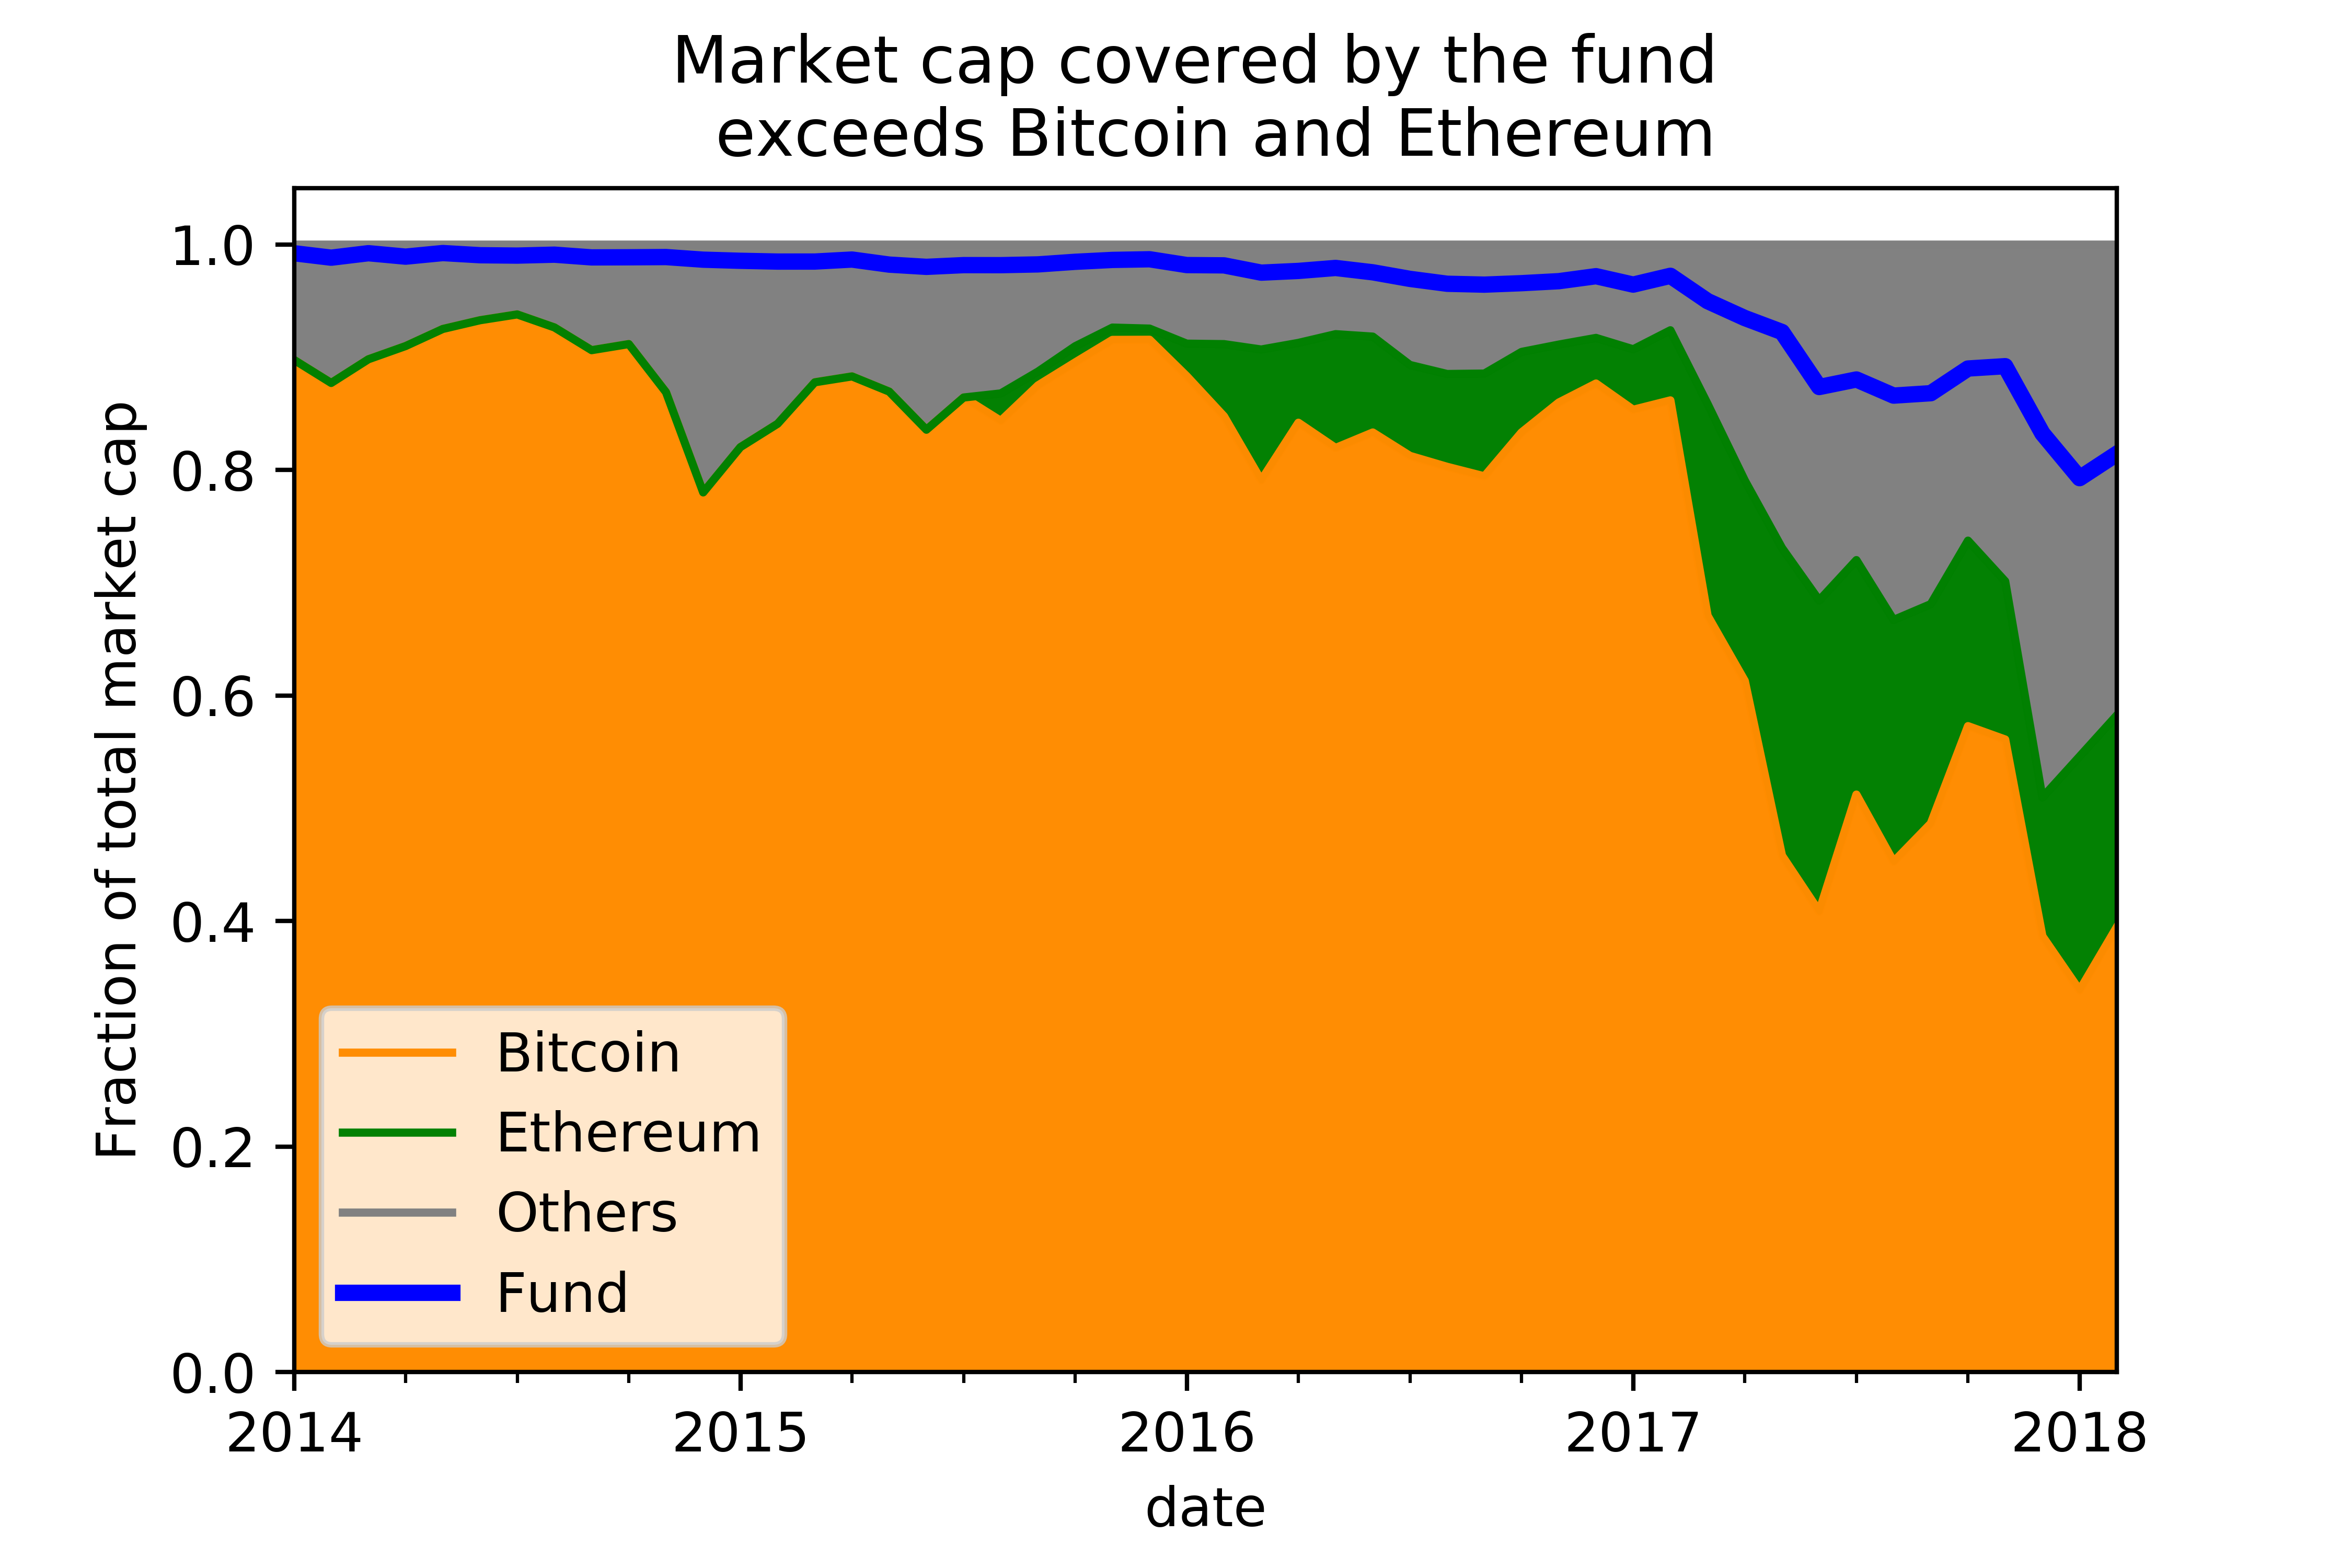 Market cap covered by the fund
exceeds Bitcoin and Ethereum
Fraction of total market cap
1.0
0.8
0.6
0.4
0.2
0.0
Bitcoin
Ethereum
Others
Fund
2014 2015 2016 2017 2018
date